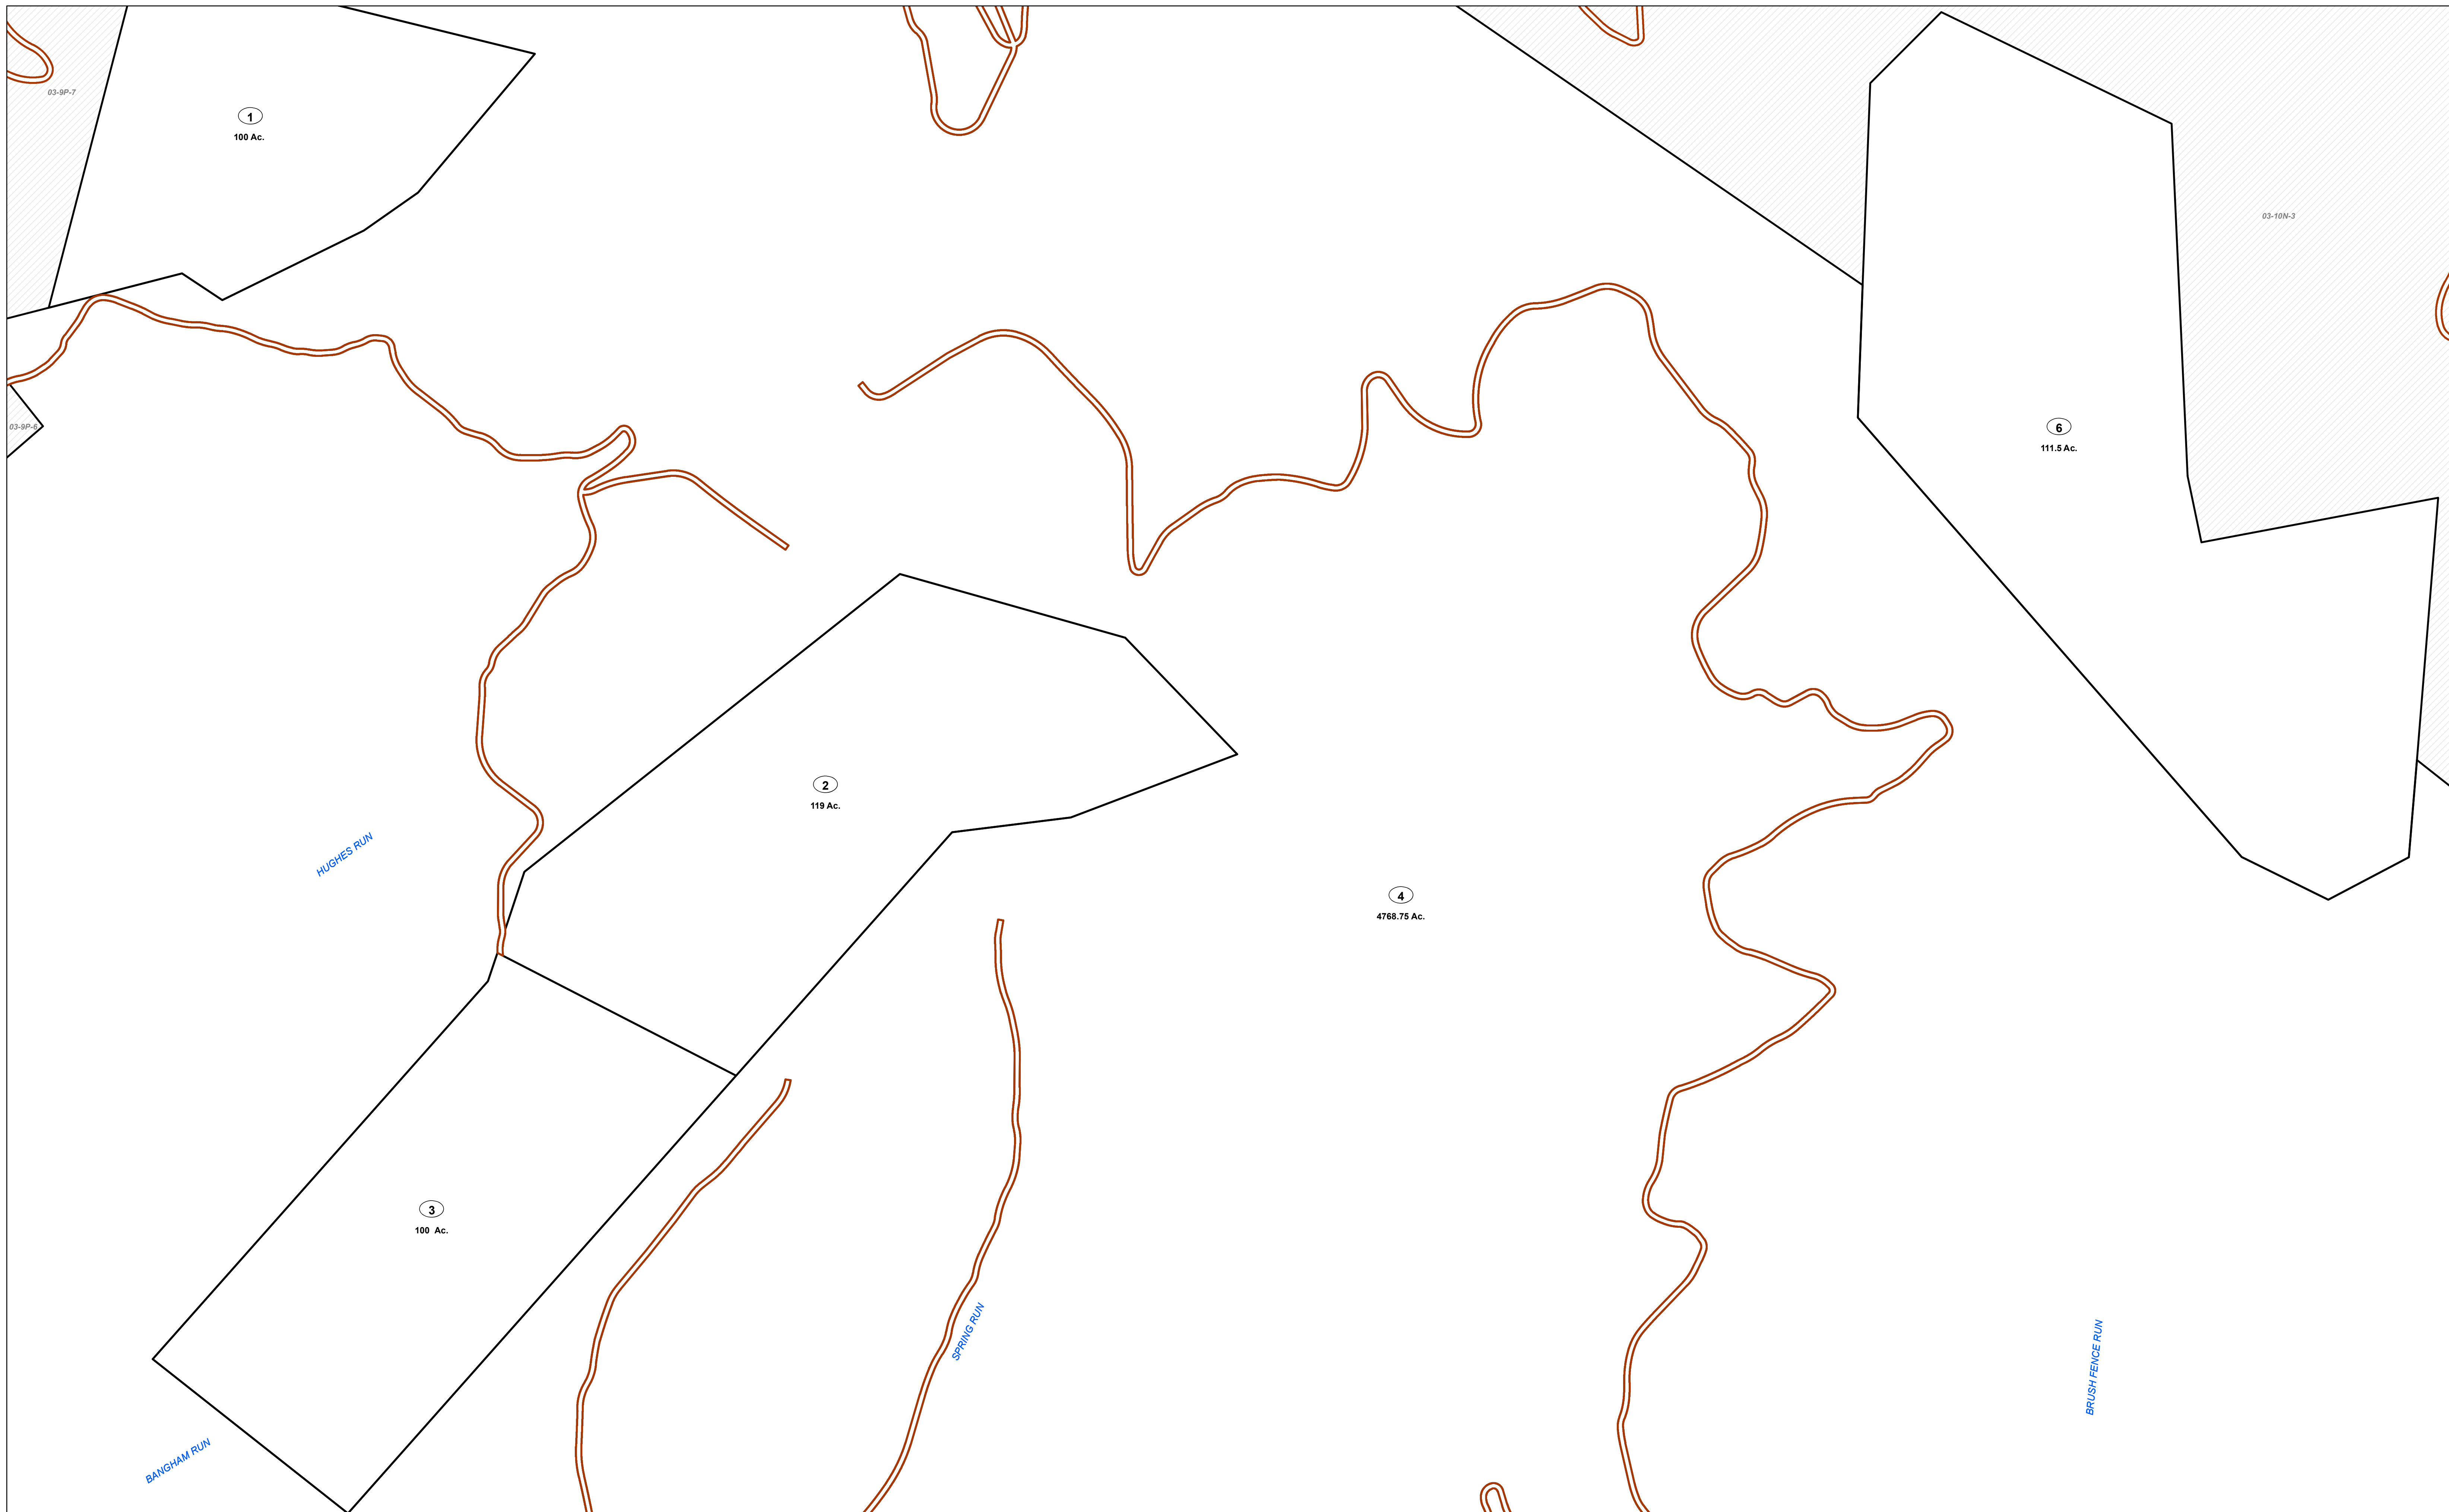 03-9P-7
1
100 Ac.
03-10N-3
03-9P-6
6
111.5 Ac.
2
119 Ac.
HUGHES RUN
4
4768.75 Ac.
3
100 Ac.
SPRING RUN
BRUSH FENCE RUN
BANGHAM RUN